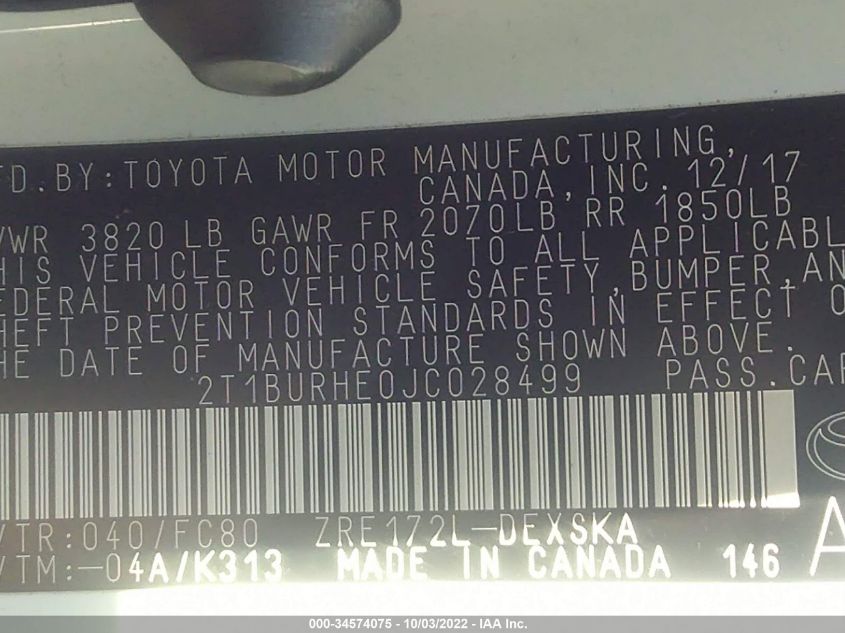 FD.BY:TOYOTA MOTOR MANUFACTURING,
CANADA, INC. 12/17
VWR 3820 LB GAWR FR 2070LB RR 1850LB
HIS VEHICLE CONFORMS TO ALL APPLICABL
EDERAL MOTOR VEHICLE SAFETY, BUMPER, AN
HEFT PREVENTION STANDARDS IN EFFECT O
HE DATE OF MANUFACTURE SHOWN ABOVE.
2T1BURHE0JC028499 PASS.CAR
/TR:040/FC80 ZRE172L-DEXSKA
/TM:-04A/K313 MADE IN CANADA 146 A
000-34574075 - 10/03/2022 - IAA Inc.